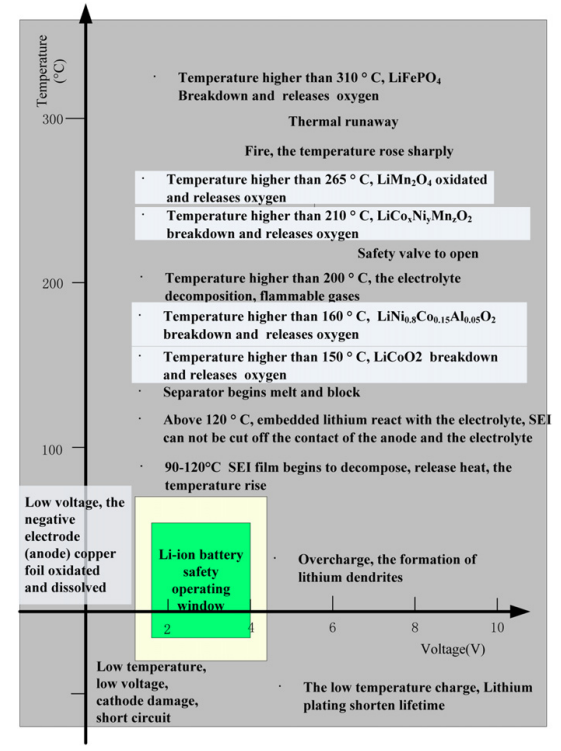 Temperature
(°C)
· Temperature higher than 310 ° C, LiFePO₄
Breakdown and releases oxygen
300
Thermal runaway
Fire, the temperature rose sharply
· Temperature higher than 265 ° C, LiMn₂O₄ oxidated
and releases oxygen
· Temperature higher than 210 ° C, LiCoₓNiᵧMn_zO₂
breakdown and releases oxygen
Safety valve to open
200
· Temperature higher than 200 ° C, the electrolyte
decomposition, flammable gases
· Temperature higher than 160 ° C, LiNi₀.₈Co₀.₁₅Al₀.₀₅O₂
breakdown and releases oxygen
· Temperature higher than 150 ° C, LiCoO2 breakdown
and releases oxygen
· Separator begins melt and block
· Above 120 ° C, embedded lithium react with the electrolyte, SEI
can not be cut off the contact of the anode and the electrolyte
100
· 90-120°C SEI film begins to decompose, release heat, the
temperature rise
Low voltage, the
negative
electrode
(anode) copper
foil oxidated
and dissolved
Li-ion battery
safety
operating
window
· Overcharge, the formation of
lithium dendrites
2 4 6 8 10
Voltage(V)
Low temperature,
low voltage,
cathode damage,
short circuit
· The low temperature charge, Lithium
plating shorten lifetime